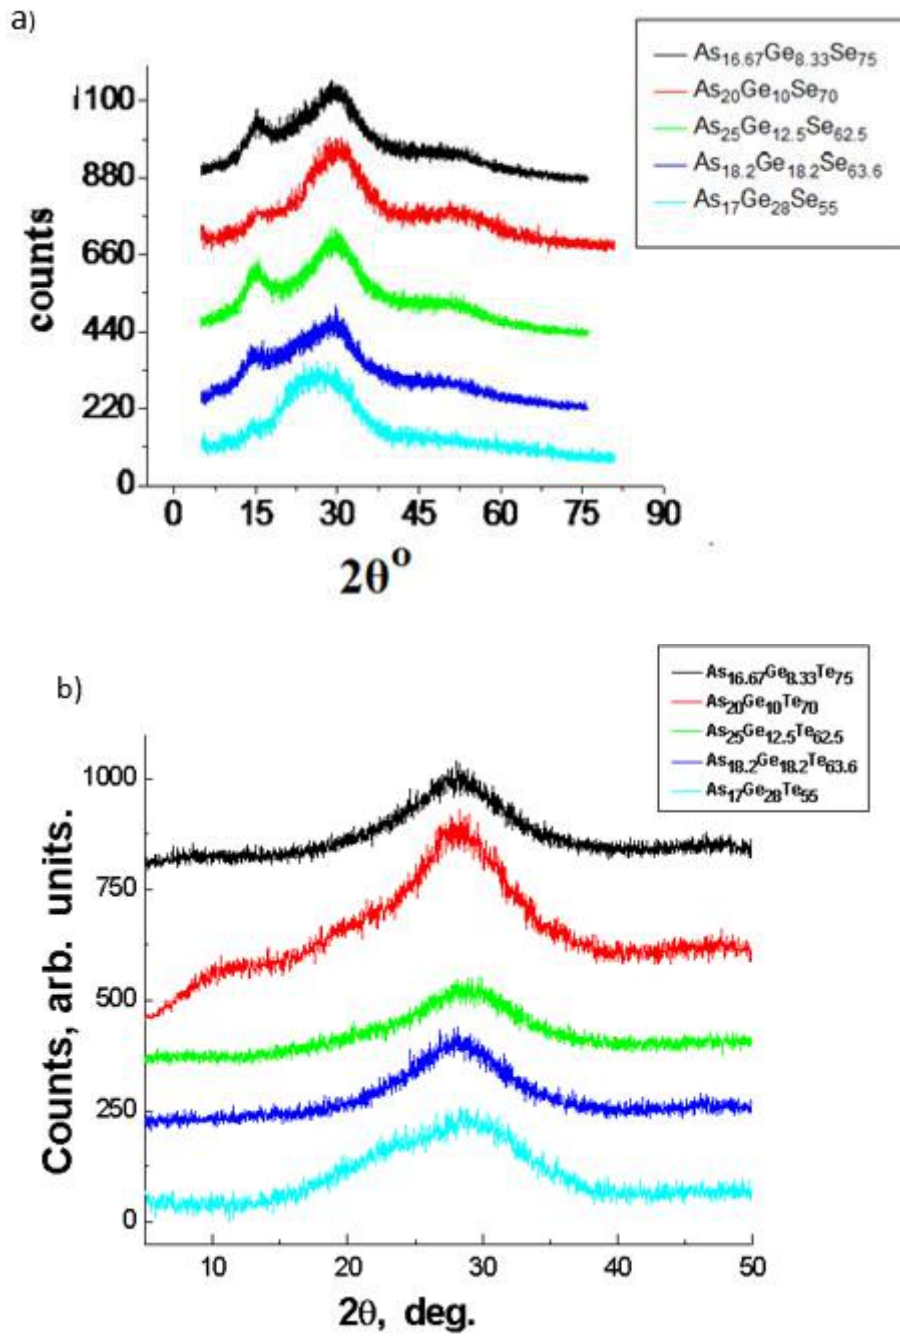 a)
As16.67Ge8.33Se75
As20Ge10Se70
As25Ge12.5Se62.5
As18.2Ge18.2Se63.6
As17Ge28Se55
1100
880
660
440
220
0
counts
0 15 30 45 60 75 90
2θ°
b)
As16.67Ge8.33Te75
As20Ge10Te70
As25Ge12.5Te62.5
As18.2Ge18.2Te63.6
As17Ge28Te55
1000
750
500
250
0
Counts, arb. units.
10 20 30 40 50
2θ, deg.